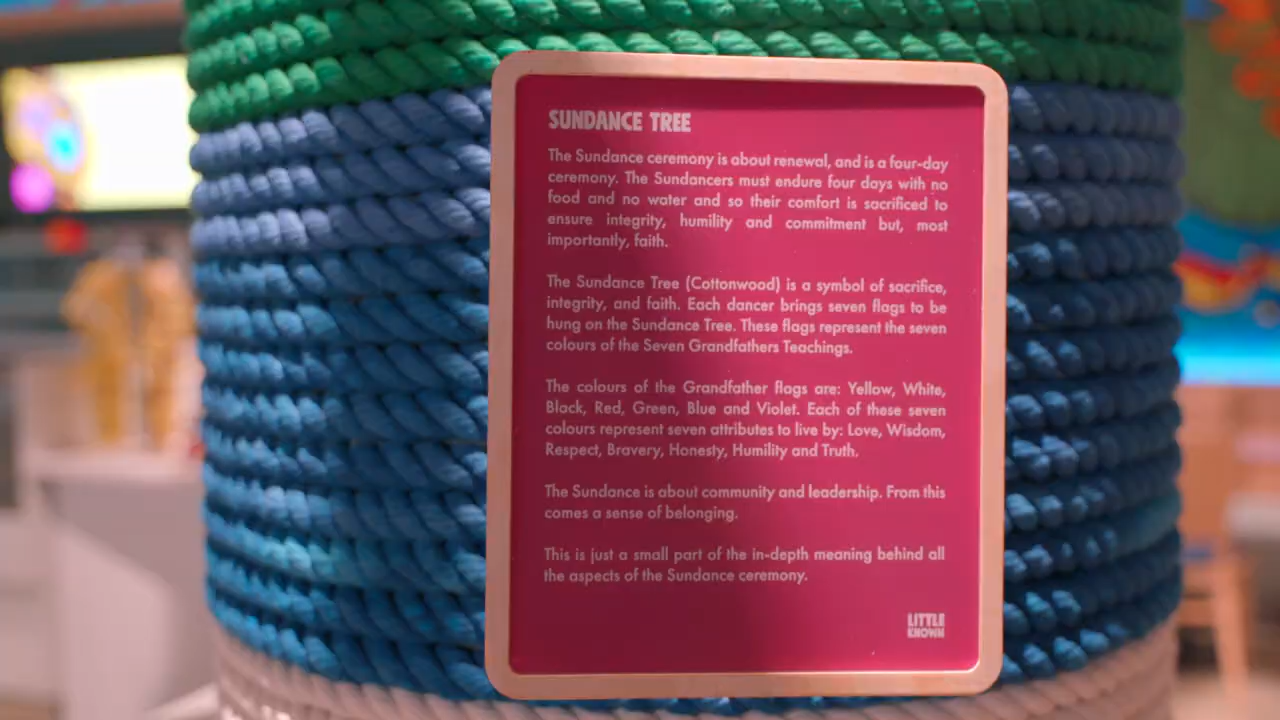 SUNDANCE TREE
The Sundance ceremony is about renewal, and is a four-day
ceremony. The Sundancers must endure four days with no
food and no water and so their comfort is sacrificed to
ensure integrity, humility and commitment but, most
importantly, faith.
The Sundance Tree (Cottonwood) is a symbol of sacrifice,
integrity, and faith. Each dancer brings seven flags to be
hung on the Sundance Tree. These flags represent the seven
colours of the Seven Grandfathers Teachings.
The colours of the Grandfather flags are: Yellow, White,
Black, Red, Green, Blue and Violet. Each of these seven
colours represent seven attributes to live by: Love, Wisdom,
Respect, Bravery, Honesty, Humility and Truth.
The Sundance is about community and leadership. From this
comes a sense of belonging.
This is just a small part of the in-depth meaning behind all
the aspects of the Sundance ceremony.
LITTLE
KNOWN